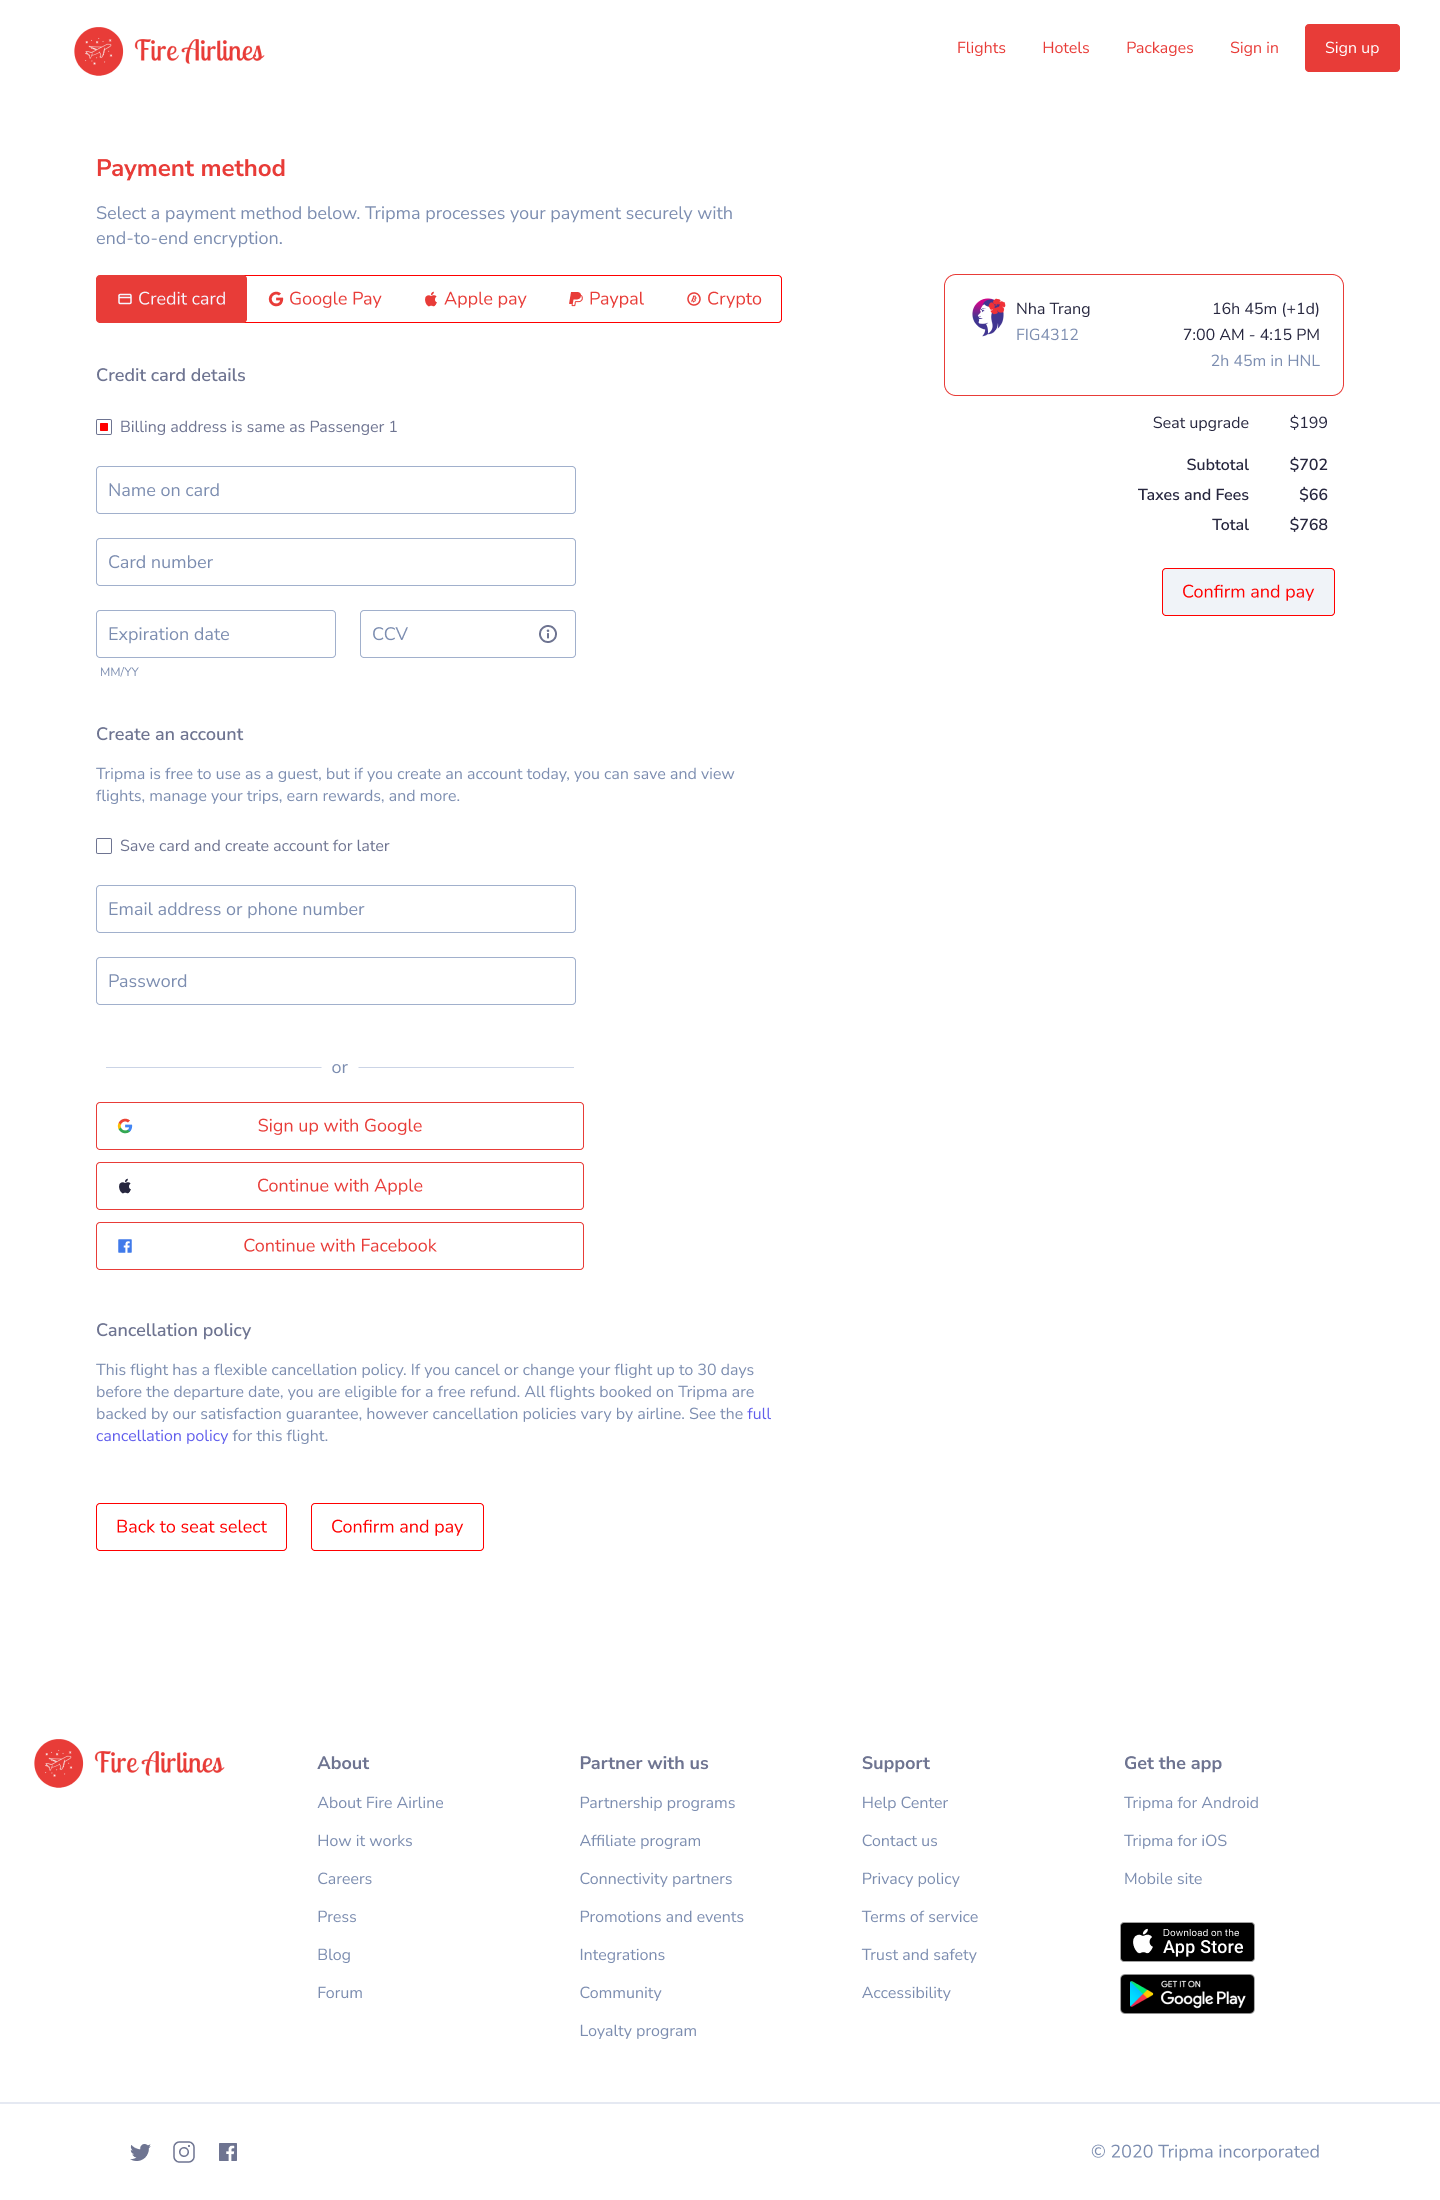 Fire Airlines
Flights Hotels Packages Sign in Sign up
Payment method
Select a payment method below. Tripma processes your payment securely with
end-to-end encryption.
Credit card Google Pay Apple pay Paypal Crypto
Nha Trang 16h 45m (+1d)
FIG4312 7:00 AM - 4:15 PM
2h 45m in HNL
Seat upgrade $199
Subtotal $702
Taxes and Fees $66
Total $768
Confirm and pay
Credit card details
Billing address is same as Passenger 1
Name on card
Card number
Expiration date CCV
MM/YY
Create an account
Tripma is free to use as a guest, but if you create an account today, you can save and view
flights, manage your trips, earn rewards, and more.
Save card and create account for later
Email address or phone number
Password
or
Sign up with Google
Continue with Apple
Continue with Facebook
Cancellation policy
This flight has a flexible cancellation policy. If you cancel or change your flight up to 30 days
before the departure date, you are eligible for a free refund. All flights booked on Tripma are
backed by our satisfaction guarantee, however cancellation policies vary by airline. See the full
cancellation policy for this flight.
Back to seat select Confirm and pay
Fire Airlines
About
About Fire Airline
How it works
Careers
Press
Blog
Forum
Partner with us
Partnership programs
Affiliate program
Connectivity partners
Promotions and events
Integrations
Community
Loyalty program
Support
Help Center
Contact us
Privacy policy
Terms of service
Trust and safety
Accessibility
Get the app
Tripma for Android
Tripma for iOS
Mobile site
Download on the
App Store
GET IT ON
Google Play
© 2020 Tripma incorporated